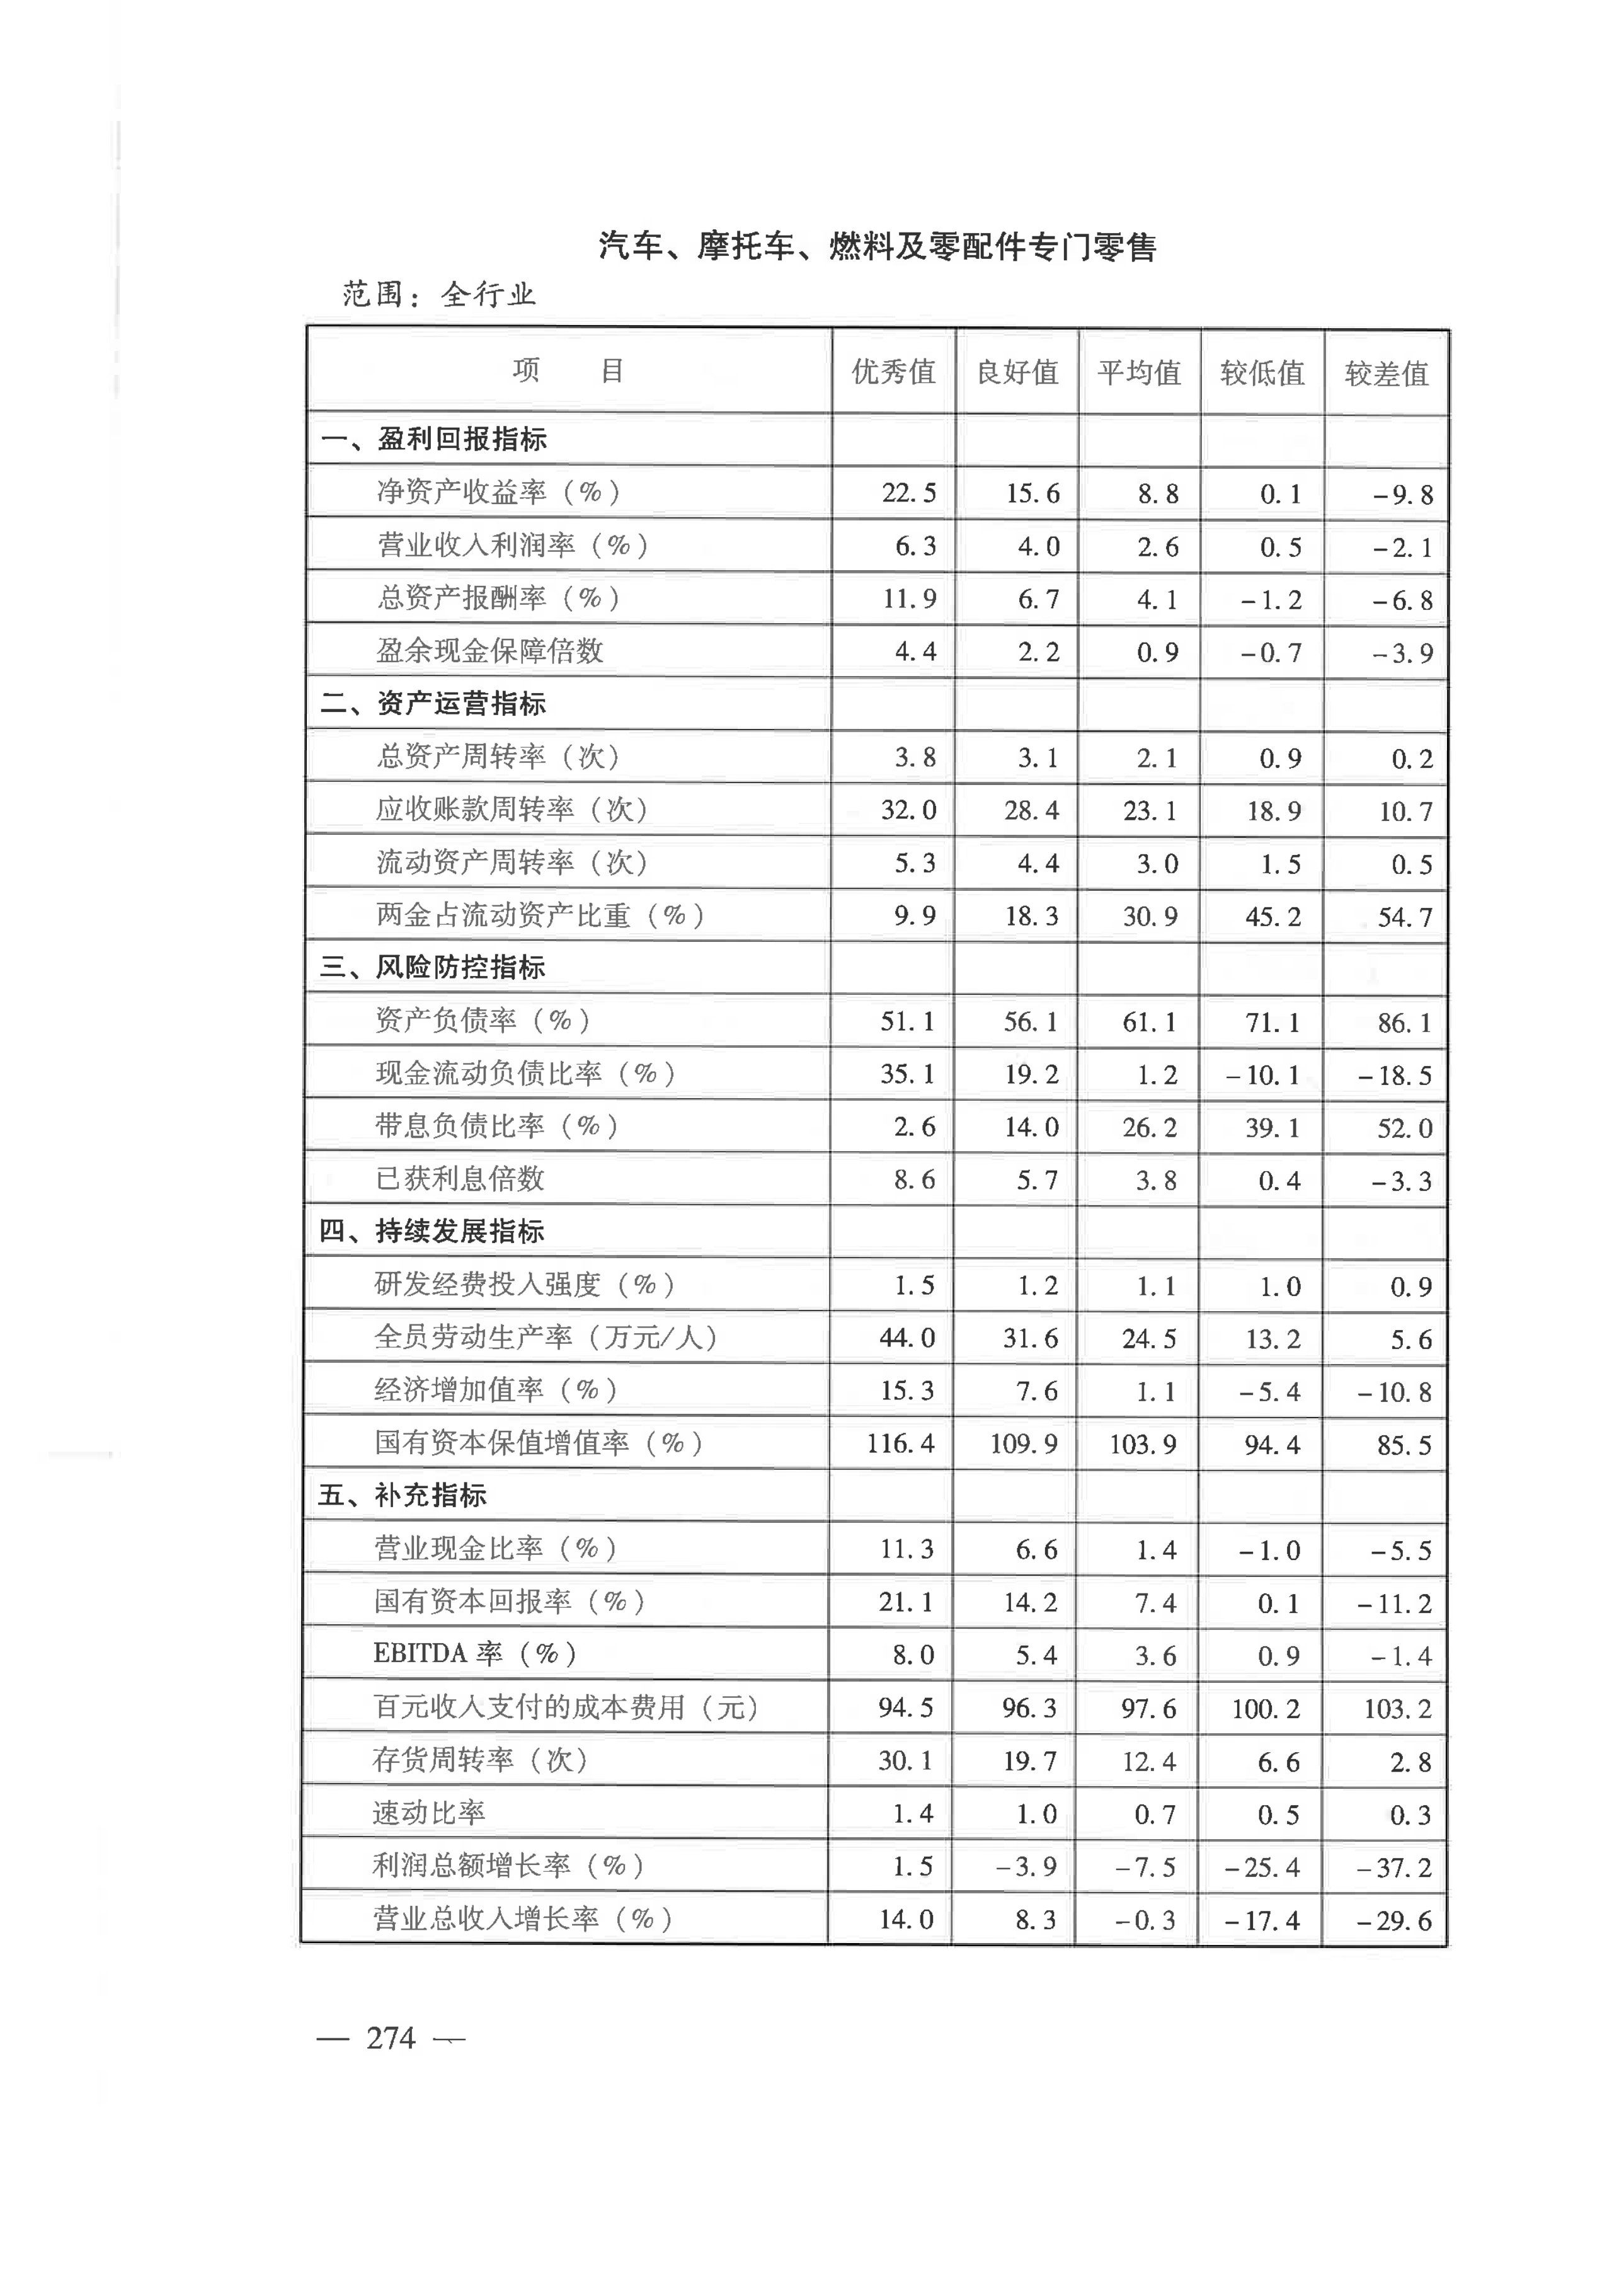 汽车、摩托车、燃料及零配件专门零售
范围：全行业
项 目 优秀值 良好值 平均值 较低值 较差值
一、盈利回报指标
净资产收益率（%） 22.5 15.6 8.8 0.1 -9.8
营业收入利润率（%） 6.3 4.0 2.6 0.5 -2.1
总资产报酬率（%） 11.9 6.7 4.1 -1.2 -6.8
盈余现金保障倍数 4.4 2.2 0.9 -0.7 -3.9
二、资产运营指标
总资产周转率（次） 3.8 3.1 2.1 0.9 0.2
应收账款周转率（次） 32.0 28.4 23.1 18.9 10.7
流动资产周转率（次） 5.3 4.4 3.0 1.5 0.5
两金占流动资产比重（%） 9.9 18.3 30.9 45.2 54.7
三、风险防控指标
资产负债率（%） 51.1 56.1 61.1 71.1 86.1
现金流动负债比率（%） 35.1 19.2 1.2 -10.1 -18.5
带息负债比率（%） 2.6 14.0 26.2 39.1 52.0
已获利息倍数 8.6 5.7 3.8 0.4 -3.3
四、持续发展指标
研发经费投入强度（%） 1.5 1.2 1.1 1.0 0.9
全员劳动生产率（万元/人） 44.0 31.6 24.5 13.2 5.6
经济增加值率（%） 15.3 7.6 1.1 -5.4 -10.8
国有资本保值增值率（%） 116.4 109.9 103.9 94.4 85.5
五、补充指标
营业现金比率（%） 11.3 6.6 1.4 -1.0 -5.5
国有资本回报率（%） 21.1 14.2 7.4 0.1 -11.2
EBITDA 率（%） 8.0 5.4 3.6 0.9 -1.4
百元收入支付的成本费用（元） 94.5 96.3 97.6 100.2 103.2
存货周转率（次） 30.1 19.7 12.4 6.6 2.8
速动比率 1.4 1.0 0.7 0.5 0.3
利润总额增长率（%） 1.5 -3.9 -7.5 -25.4 -37.2
营业总收入增长率（%） 14.0 8.3 -0.3 -17.4 -29.6
— 274 —